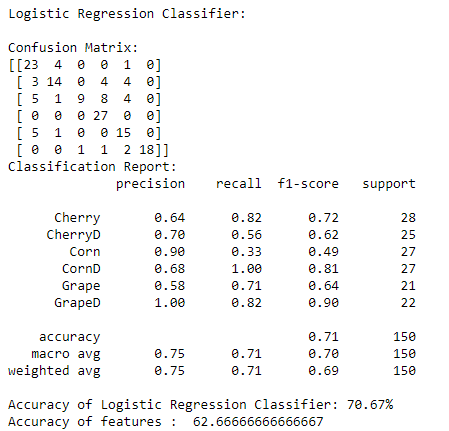 Logistic Regression Classifier:
Confusion Matrix:
[[23  4  0  0  1  0]
 [ 3 14  0  4  4  0]
 [ 5  1  9  8  4  0]
 [ 0  0  0 27  0  0]
 [ 5  1  0  0 15  0]
 [ 0  0  1  1  2 18]]
Classification Report:
              precision    recall  f1-score   support
      Cherry       0.64      0.82      0.72        28
     CherryD       0.70      0.56      0.62        25
        Corn       0.90      0.33      0.49        27
       CornD       0.68      1.00      0.81        27
       Grape       0.58      0.71      0.64        21
      GrapeD       1.00      0.82      0.90        22
    accuracy                           0.71       150
   macro avg       0.75      0.71      0.70       150
weighted avg       0.75      0.71      0.69       150
Accuracy of Logistic Regression Classifier: 70.67%
Accuracy of features :  62.66666666666667